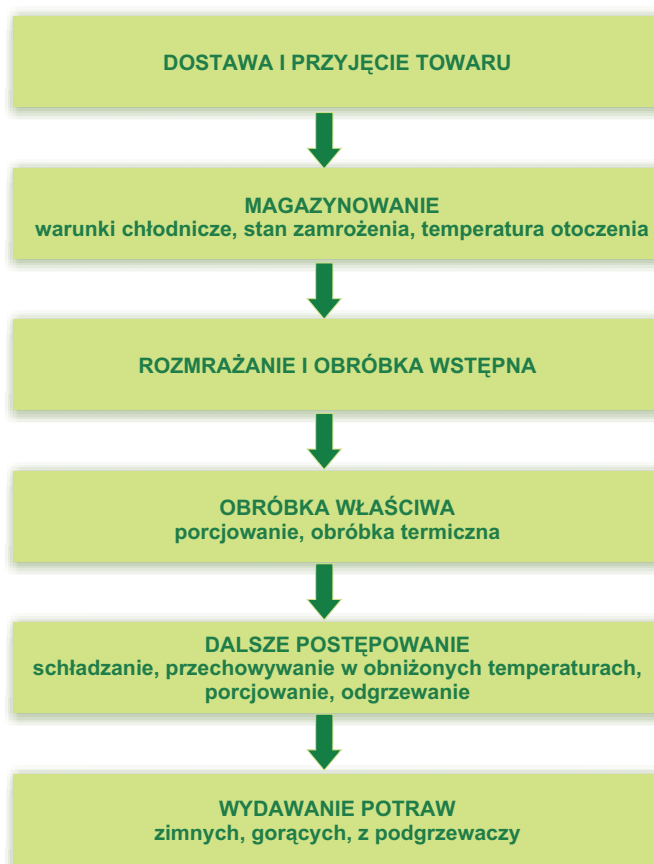 DOSTAWA I PRZYJĘCIE TOWARU
MAGAZYNOWANIE
warunki chłodnicze, stan zamrożenia, temperatura otoczenia
ROZMRAŻANIE I OBRÓBKA WSTĘPNA
OBRÓBKA WŁAŚCIWA
porcjowanie, obróbka termiczna
DALSZE POSTĘPOWANIE
schładzanie, przechowywanie w obniżonych temperaturach,
porcjowanie, odgrzewanie
WYDAWANIE POTRAW
zimnych, gorących, z podgrzewaczy